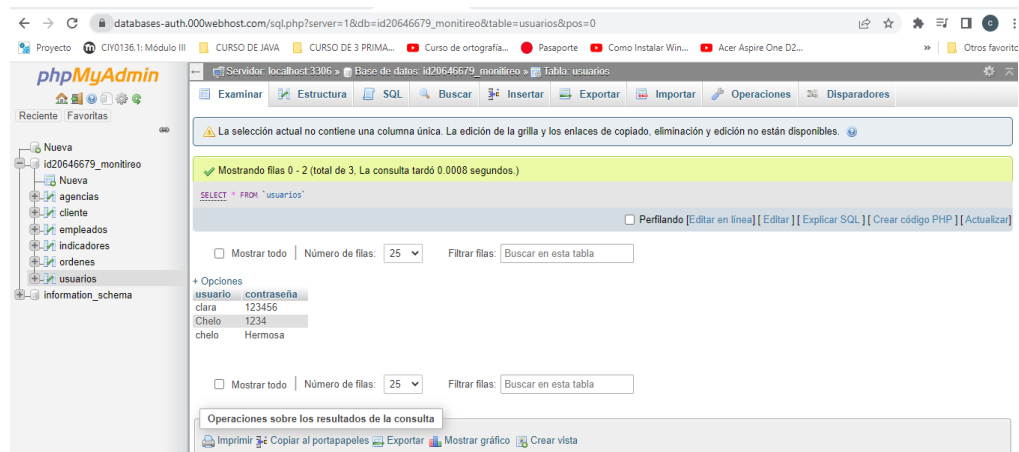 databases-auth.000webhost.com/sql.php?server=1&db=id20646679_monitireo&table=usuarios&pos=0
Proyecto CIY0136.1: Módulo III CURSO DE JAVA CURSO DE 3 PRIMA... Curso de ortografía... Pasaporte Como Instalar Win... Acer Aspire One D2... » Otros favorito
phpMyAdmin
Reciente Favoritas
Nueva
id20646679_monitireo
Nueva
agencias
cliente
empleados
indicadores
ordenes
usuarios
information_schema
Servidor: localhost:3306 » Base de datos: id20646679_monitireo » Tabla: usuarios
Examinar Estructura SQL Buscar Insertar Exportar Importar Operaciones Disparadores
La selección actual no contiene una columna única. La edición de la grilla y los enlaces de copiado, eliminación y edición no están disponibles.
Mostrando filas 0 - 2 (total de 3, La consulta tardó 0.0008 segundos.)
SELECT * FROM `usuarios`
Perfilando [Editar en línea] [ Editar ] [ Explicar SQL ] [ Crear código PHP ] [ Actualizar]
Mostrar todo | Número de filas: 25 Filtrar filas: Buscar en esta tabla
+ Opciones
usuario contraseña
clara 123456
Chelo 1234
chelo Hermosa
Mostrar todo | Número de filas: 25 Filtrar filas: Buscar en esta tabla
Operaciones sobre los resultados de la consulta
Imprimir Copiar al portapapeles Exportar Mostrar gráfico Crear vista